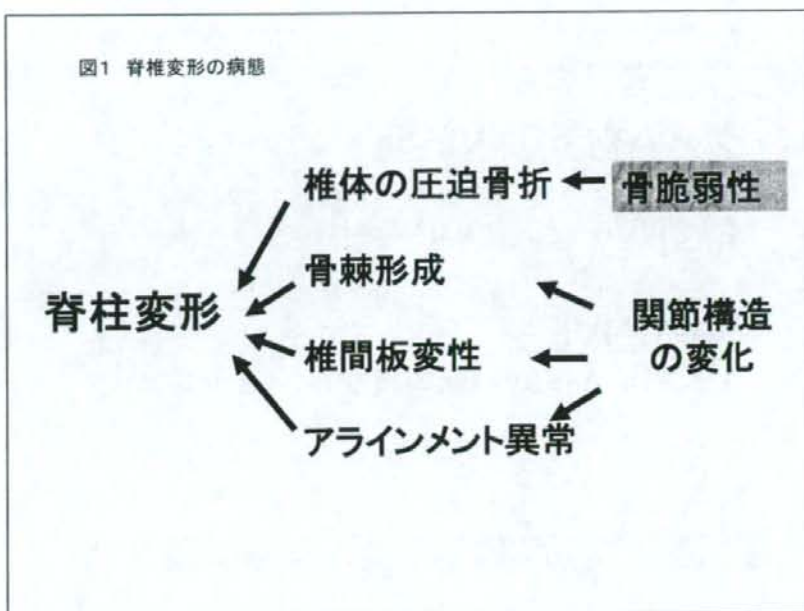 図1 脊椎変形の病態
椎体の圧迫骨折
骨脆弱性
骨棘形成
脊柱変形
関節構造
の変化
椎間板変性
アラインメント異常